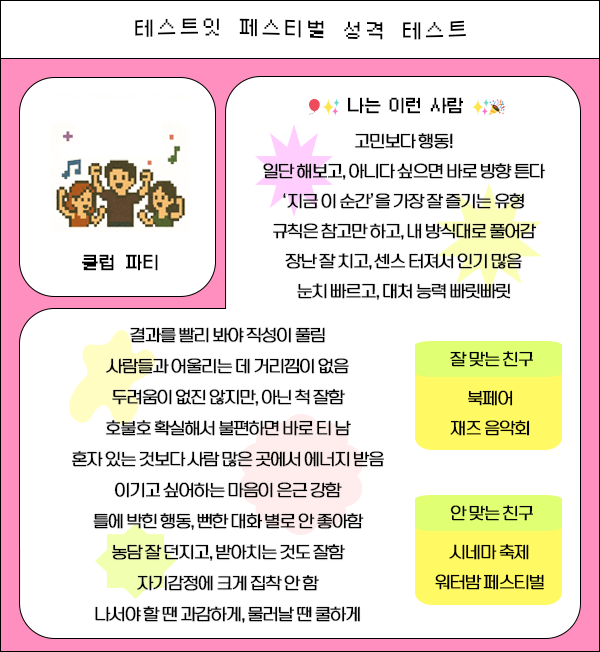 테스트잇 페스티벌 성격 테스트
클럽 파티
나는 이런 사람
고민보다 행동!
일단 해보고, 아니다 싶으면 바로 방향 튼다
‘지금 이 순간’을 가장 잘 즐기는 유형
규칙은 참고만 하고, 내 방식대로 풀어감
장난 잘 치고, 센스 터져서 인기 많음
눈치 빠르고, 대처 능력 빠릿빠릿
결과를 빨리 봐야 직성이 풀림
사람들과 어울리는 데 거리낌이 없음
두려움이 없진 않지만, 아닌 척 잘함
호불호 확실해서 불편하면 바로 티 남
혼자 있는 것보다 사람 많은 곳에서 에너지 받음
이기고 싶어하는 마음이 은근 강함
틀에 박힌 행동, 뻔한 대화 별로 안 좋아함
농담 잘 던지고, 받아치는 것도 잘함
자기감정에 크게 집착 안 함
나서야 할 땐 과감하게, 물러날 땐 쿨하게
잘 맞는 친구
북페어
재즈 음악회
안 맞는 친구
시네마 축제
워터밤 페스티벌